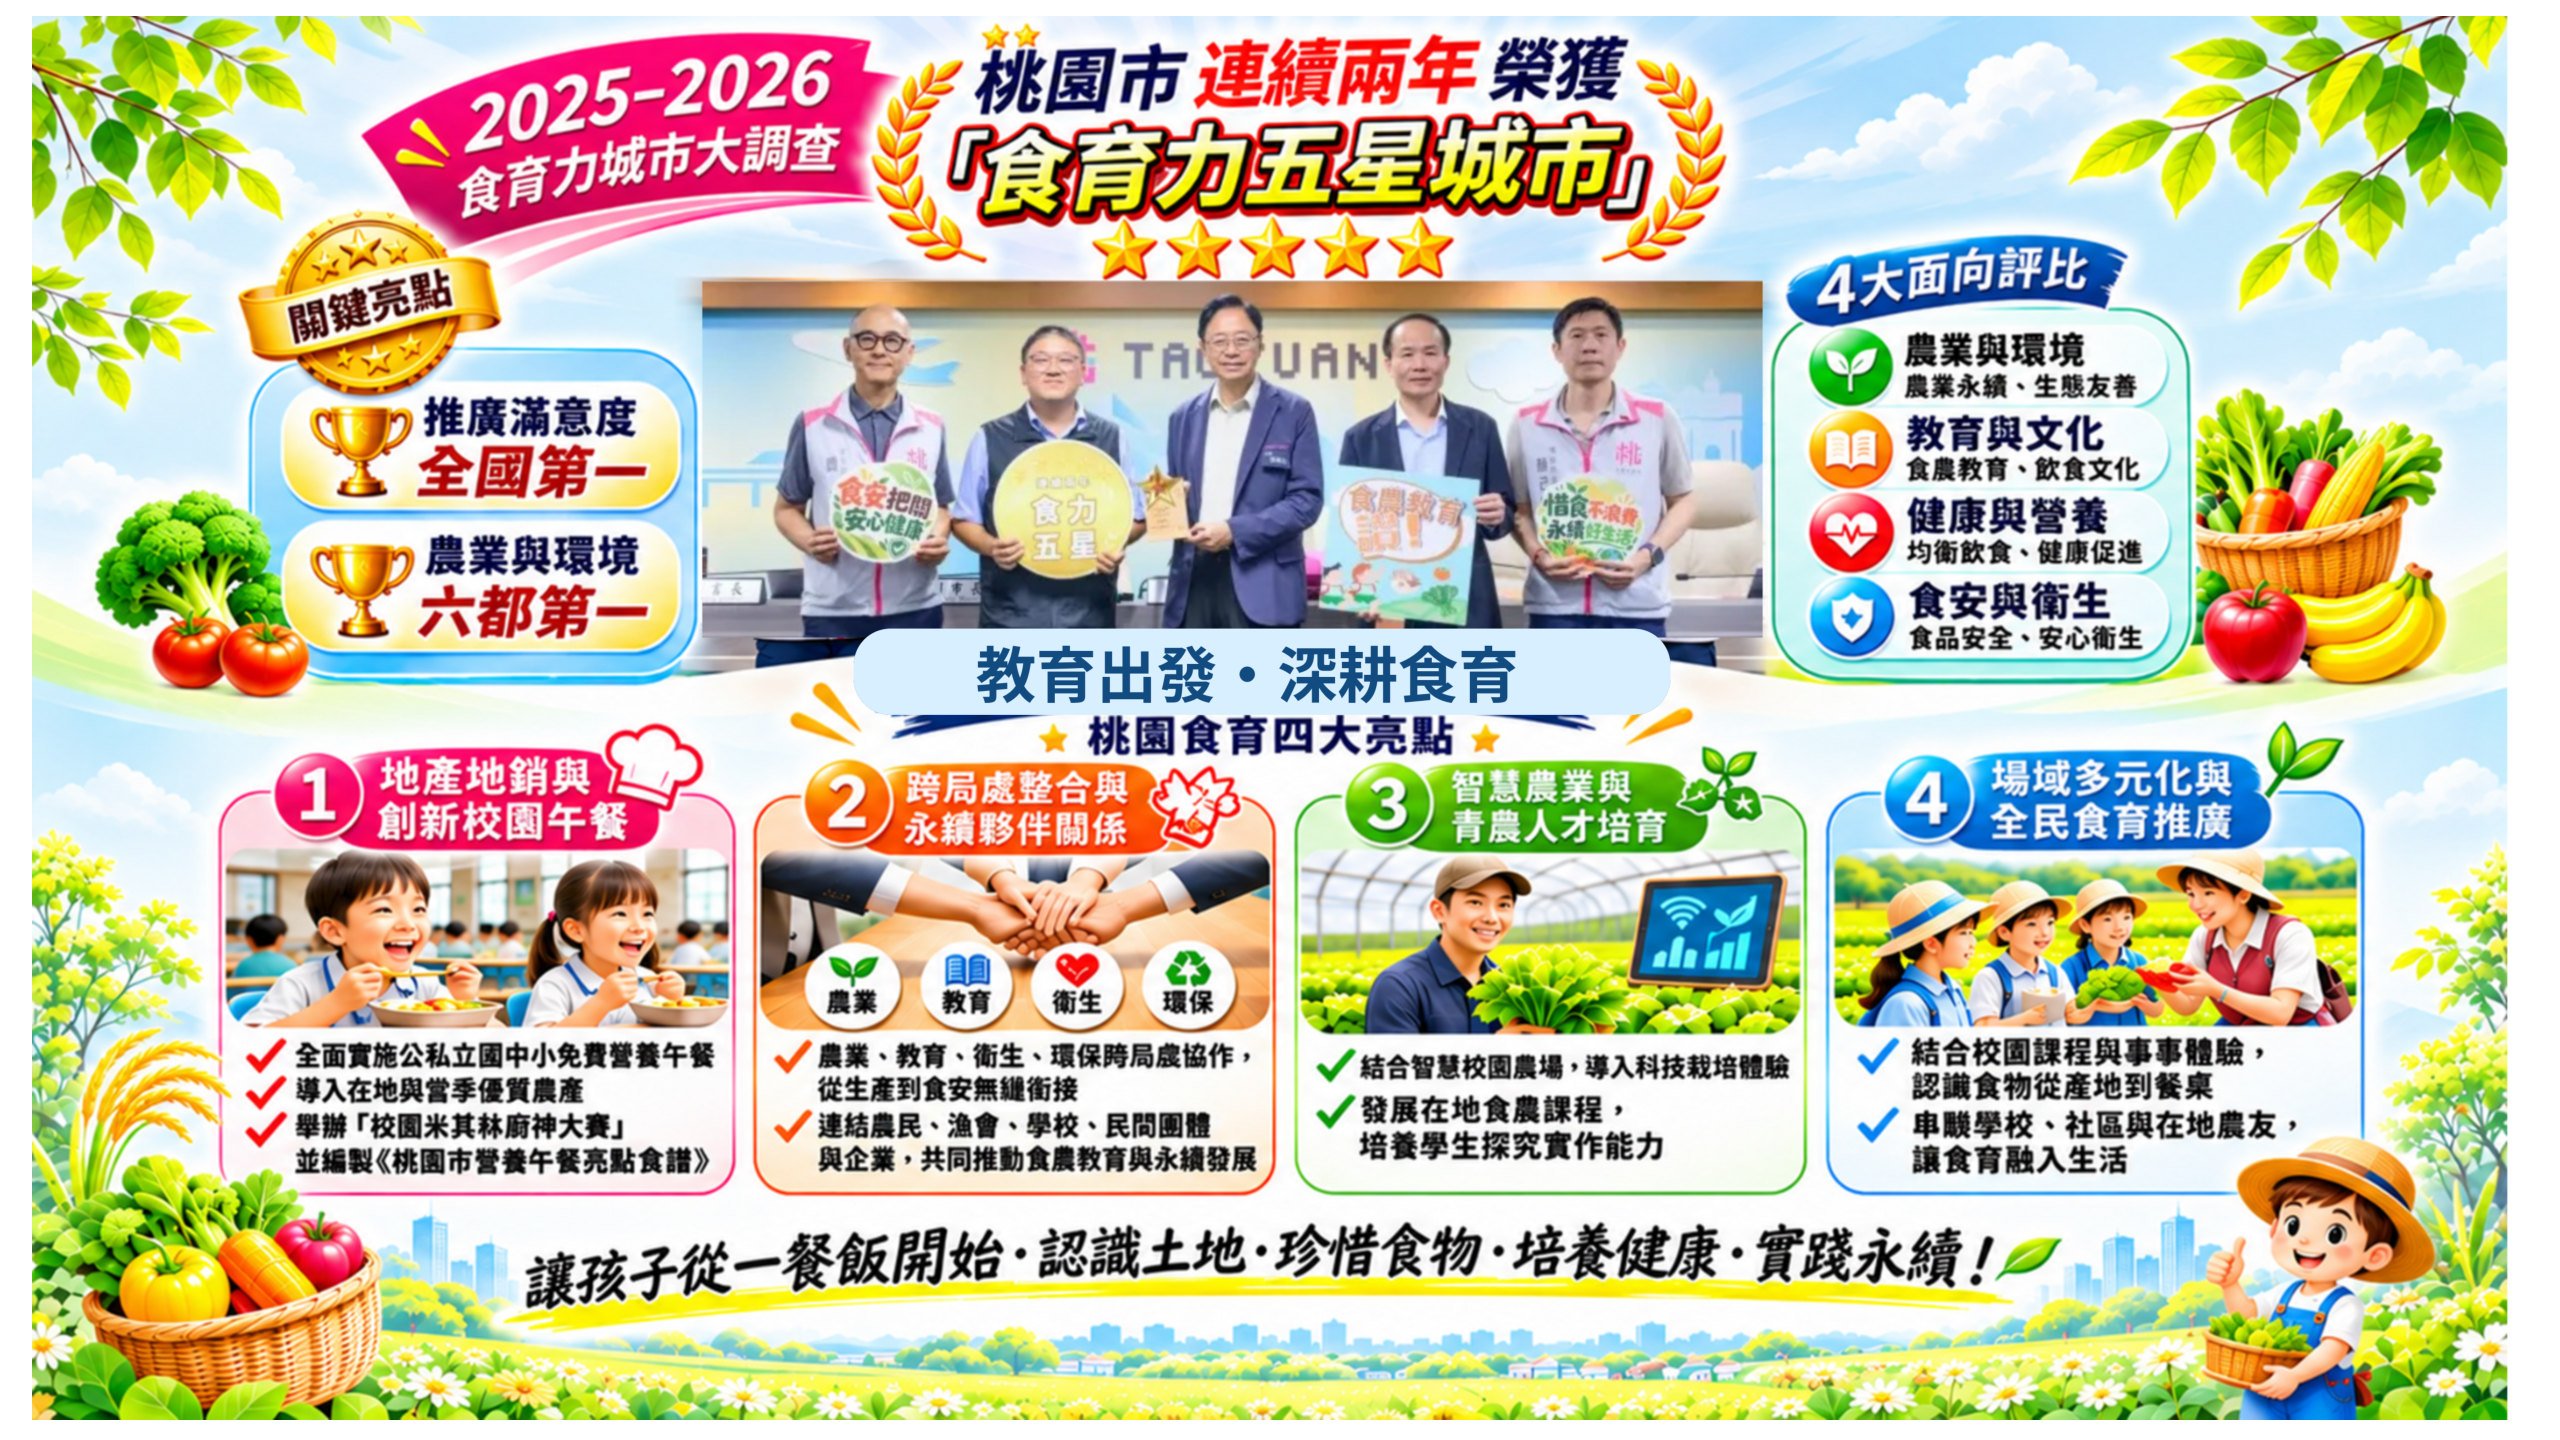 2025-2026
食育力城市大調查
桃園市 連續兩年 榮獲
「食育力五星城市」
關鍵亮點
推廣滿意度
全國第一
農業與環境
六都第一
TAOYUAN
食安把關
安心健康
連續兩年
食力
五星
食農教育
讚!
惜食不浪費
永續好生活
桃
桃
4大面向評比
農業與環境
農業永續、生態友善
教育與文化
食農教育、飲食文化
健康與營養
均衡飲食、健康促進
食安與衛生
食品安全、安心衛生
教育出發・深耕食育
桃園食育四大亮點
1 地產地銷與
創新校園午餐
全面實施公私立國中小免費營養午餐
導入在地與當季優質農產
舉辦「校園米其林廚神大賽」
並編製《桃園市營養午餐亮點食譜》
2 跨局處整合與
永續夥伴關係
農業
教育
衛生
環保
農業、教育、衛生、環保跨局處協作，
從生產到食安無縫銜接
連結農民、漁會、學校、民間團體
與企業，共同推動食農教育與永續發展
3 智慧農業與
青農人才培育
結合智慧校園農場，導入科技栽培體驗
發展在地食農課程，
培養學生探究實作能力
4 場域多元化與
全民食育推廣
結合校園課程與事事體驗，
認識食物從產地到餐桌
串聯學校、社區與在地農友，
讓食育融入生活
讓孩子從一餐飯開始・認識土地・珍惜食物・培養健康・實踐永續！